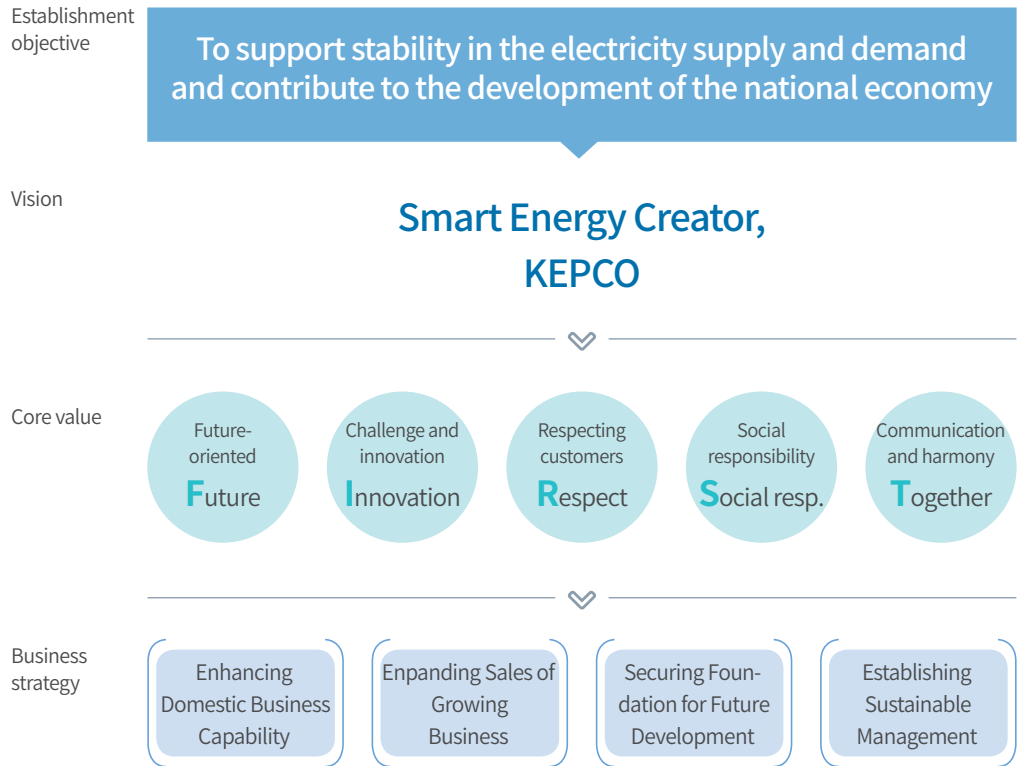 Establishment
objective
To support stability in the electricity supply and demand
and contribute to the development of the national economy
Vision
Smart Energy Creator,
KEPCO
Core value
Future-
oriented
Future
Challenge and
innovation
Innovation
Respecting
customers
Respect
Social
responsibility
Social resp.
Communication
and harmony
Together
Business
strategy
Enhancing
Domestic Business
Capability
Enpanding Sales of
Growing
Business
Securing Foun-
dation for Future
Development
Establishing
Sustainable
Management